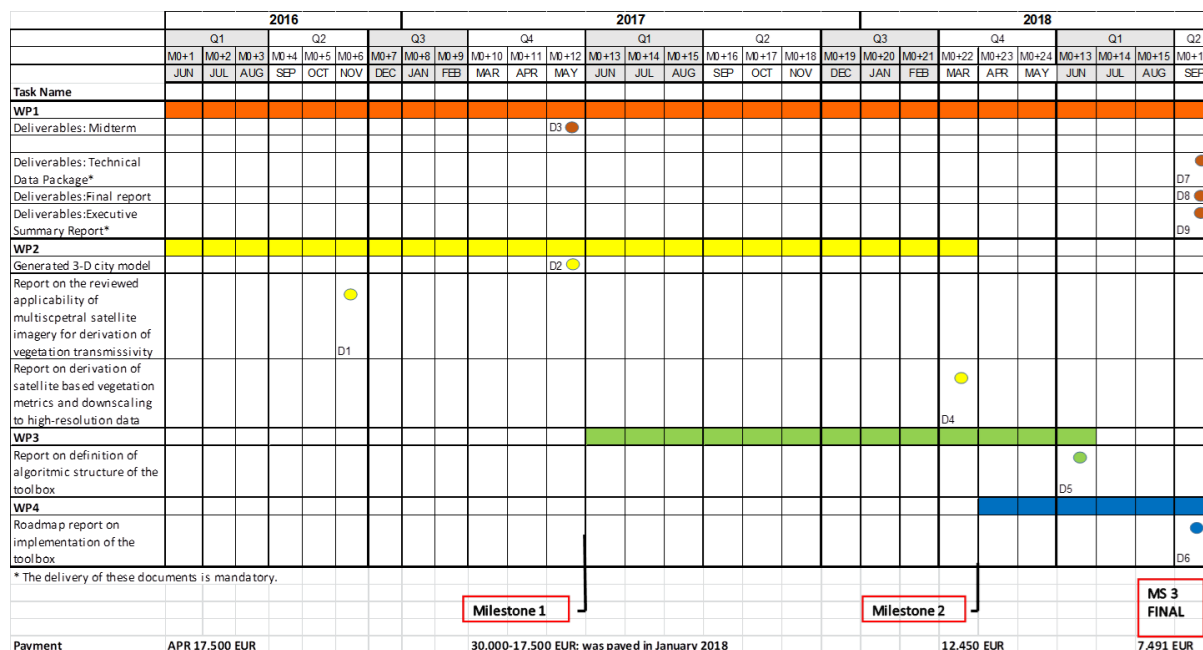 2016 2017 2018
Q1 Q2 Q3 Q4 Q1 Q2 Q3 Q4 Q1 Q2
M0+1 M0+2 M0+3 M0+4 M0+5 M0+6 M0+7 M0+8 M0+9 M0+10 M0+11 M0+12 M0+13 M0+14 M0+15 M0+16 M0+17 M0+18 M0+19 M0+20 M0+21 M0+22 M0+23 M0+24 M0+13 M0+14 M0+15 M0+1
JUN JUL AUG SEP OCT NOV DEC JAN FEB MAR APR MAY JUN JUL AUG SEP OCT NOV DEC JAN FEB MAR APR MAY JUN JUL AUG SEP
Task Name
WP1
Deliverables: Midterm D3
Deliverables: Technical
Data Package* D7
Deliverables:Final report D8
Deliverables:Executive
Summary Report* D9
WP2
Generated 3-D city model D2
Report on the reviewed
applicability of
multiscpetral satellite
imagery for derivation of
vegetation transmissivity D1
Report on derivation of
satellite based vegetation
metrics and downscaling
to high-resolution data D4
WP3
Report on definition of
algoritmic structure of the
toolbox D5
WP4
Roadmap report on
implementation of the
toolbox D6
* The delivery of these documents is mandatory.
Milestone 1 Milestone 2 MS 3
FINAL
Payment APR 17.500 EUR 30.000-17.500 EUR: was payed in January 2018 12.450 EUR 7.491 EUR